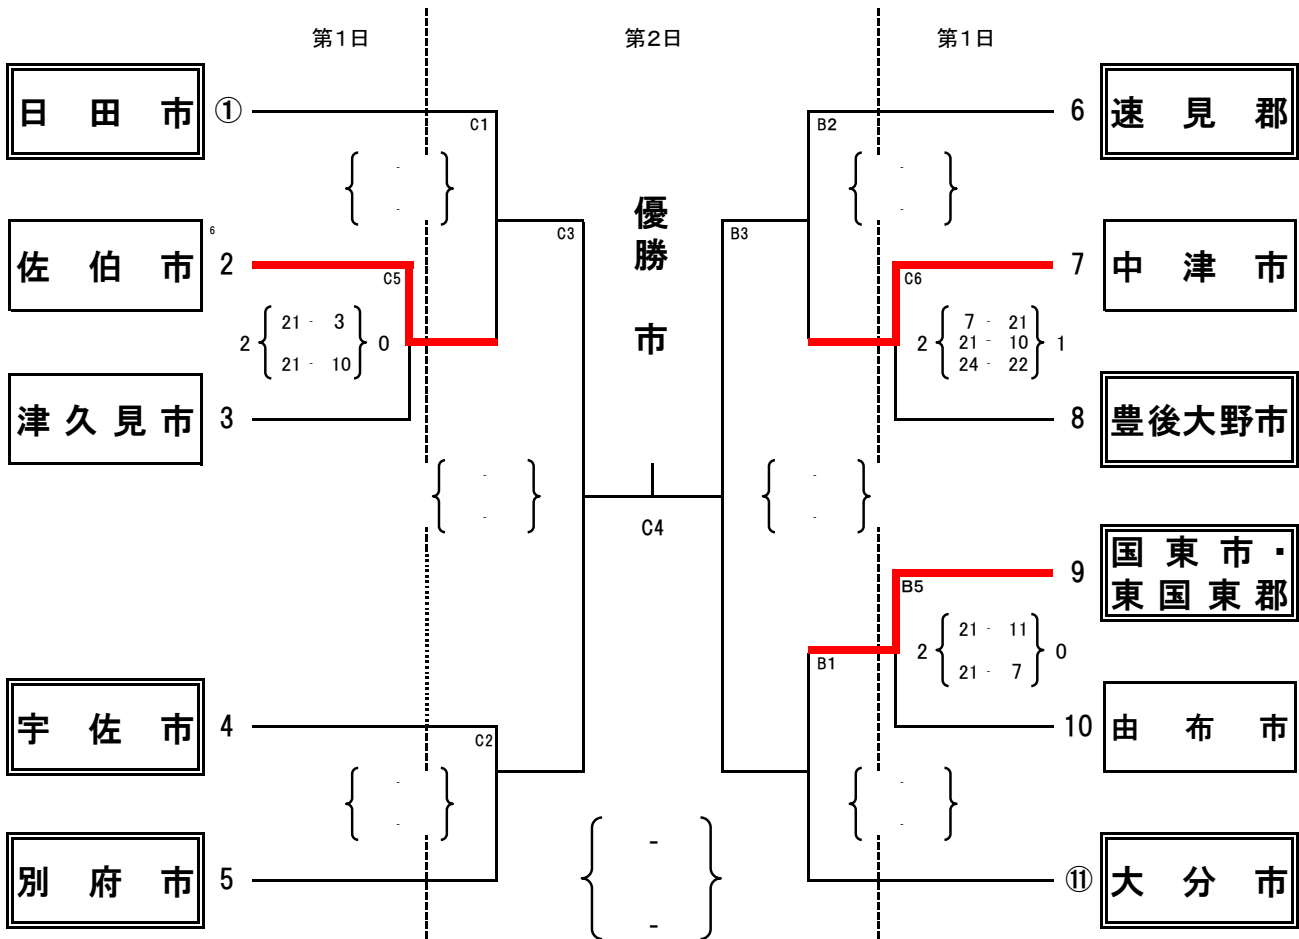 第1日 第2日 第1日
日田市 ① C1 B2 6 速見郡
- -
- -
優勝 市
佐伯市 6 2 C3 B3 7 中津市
C5 C6
2 21 - 3 0
21 - 10
2 7 - 21 1
21 - 10
24 - 22
津久見市 3 8 豊後大野市
- -
- -
C4
9 国東市・
東国東郡
B5
2 21 - 11 0
21 - 7
B1
宇佐市 4 C2 10 由布市
- -
- -
-
別府市 5 ⑪ 大分市
-